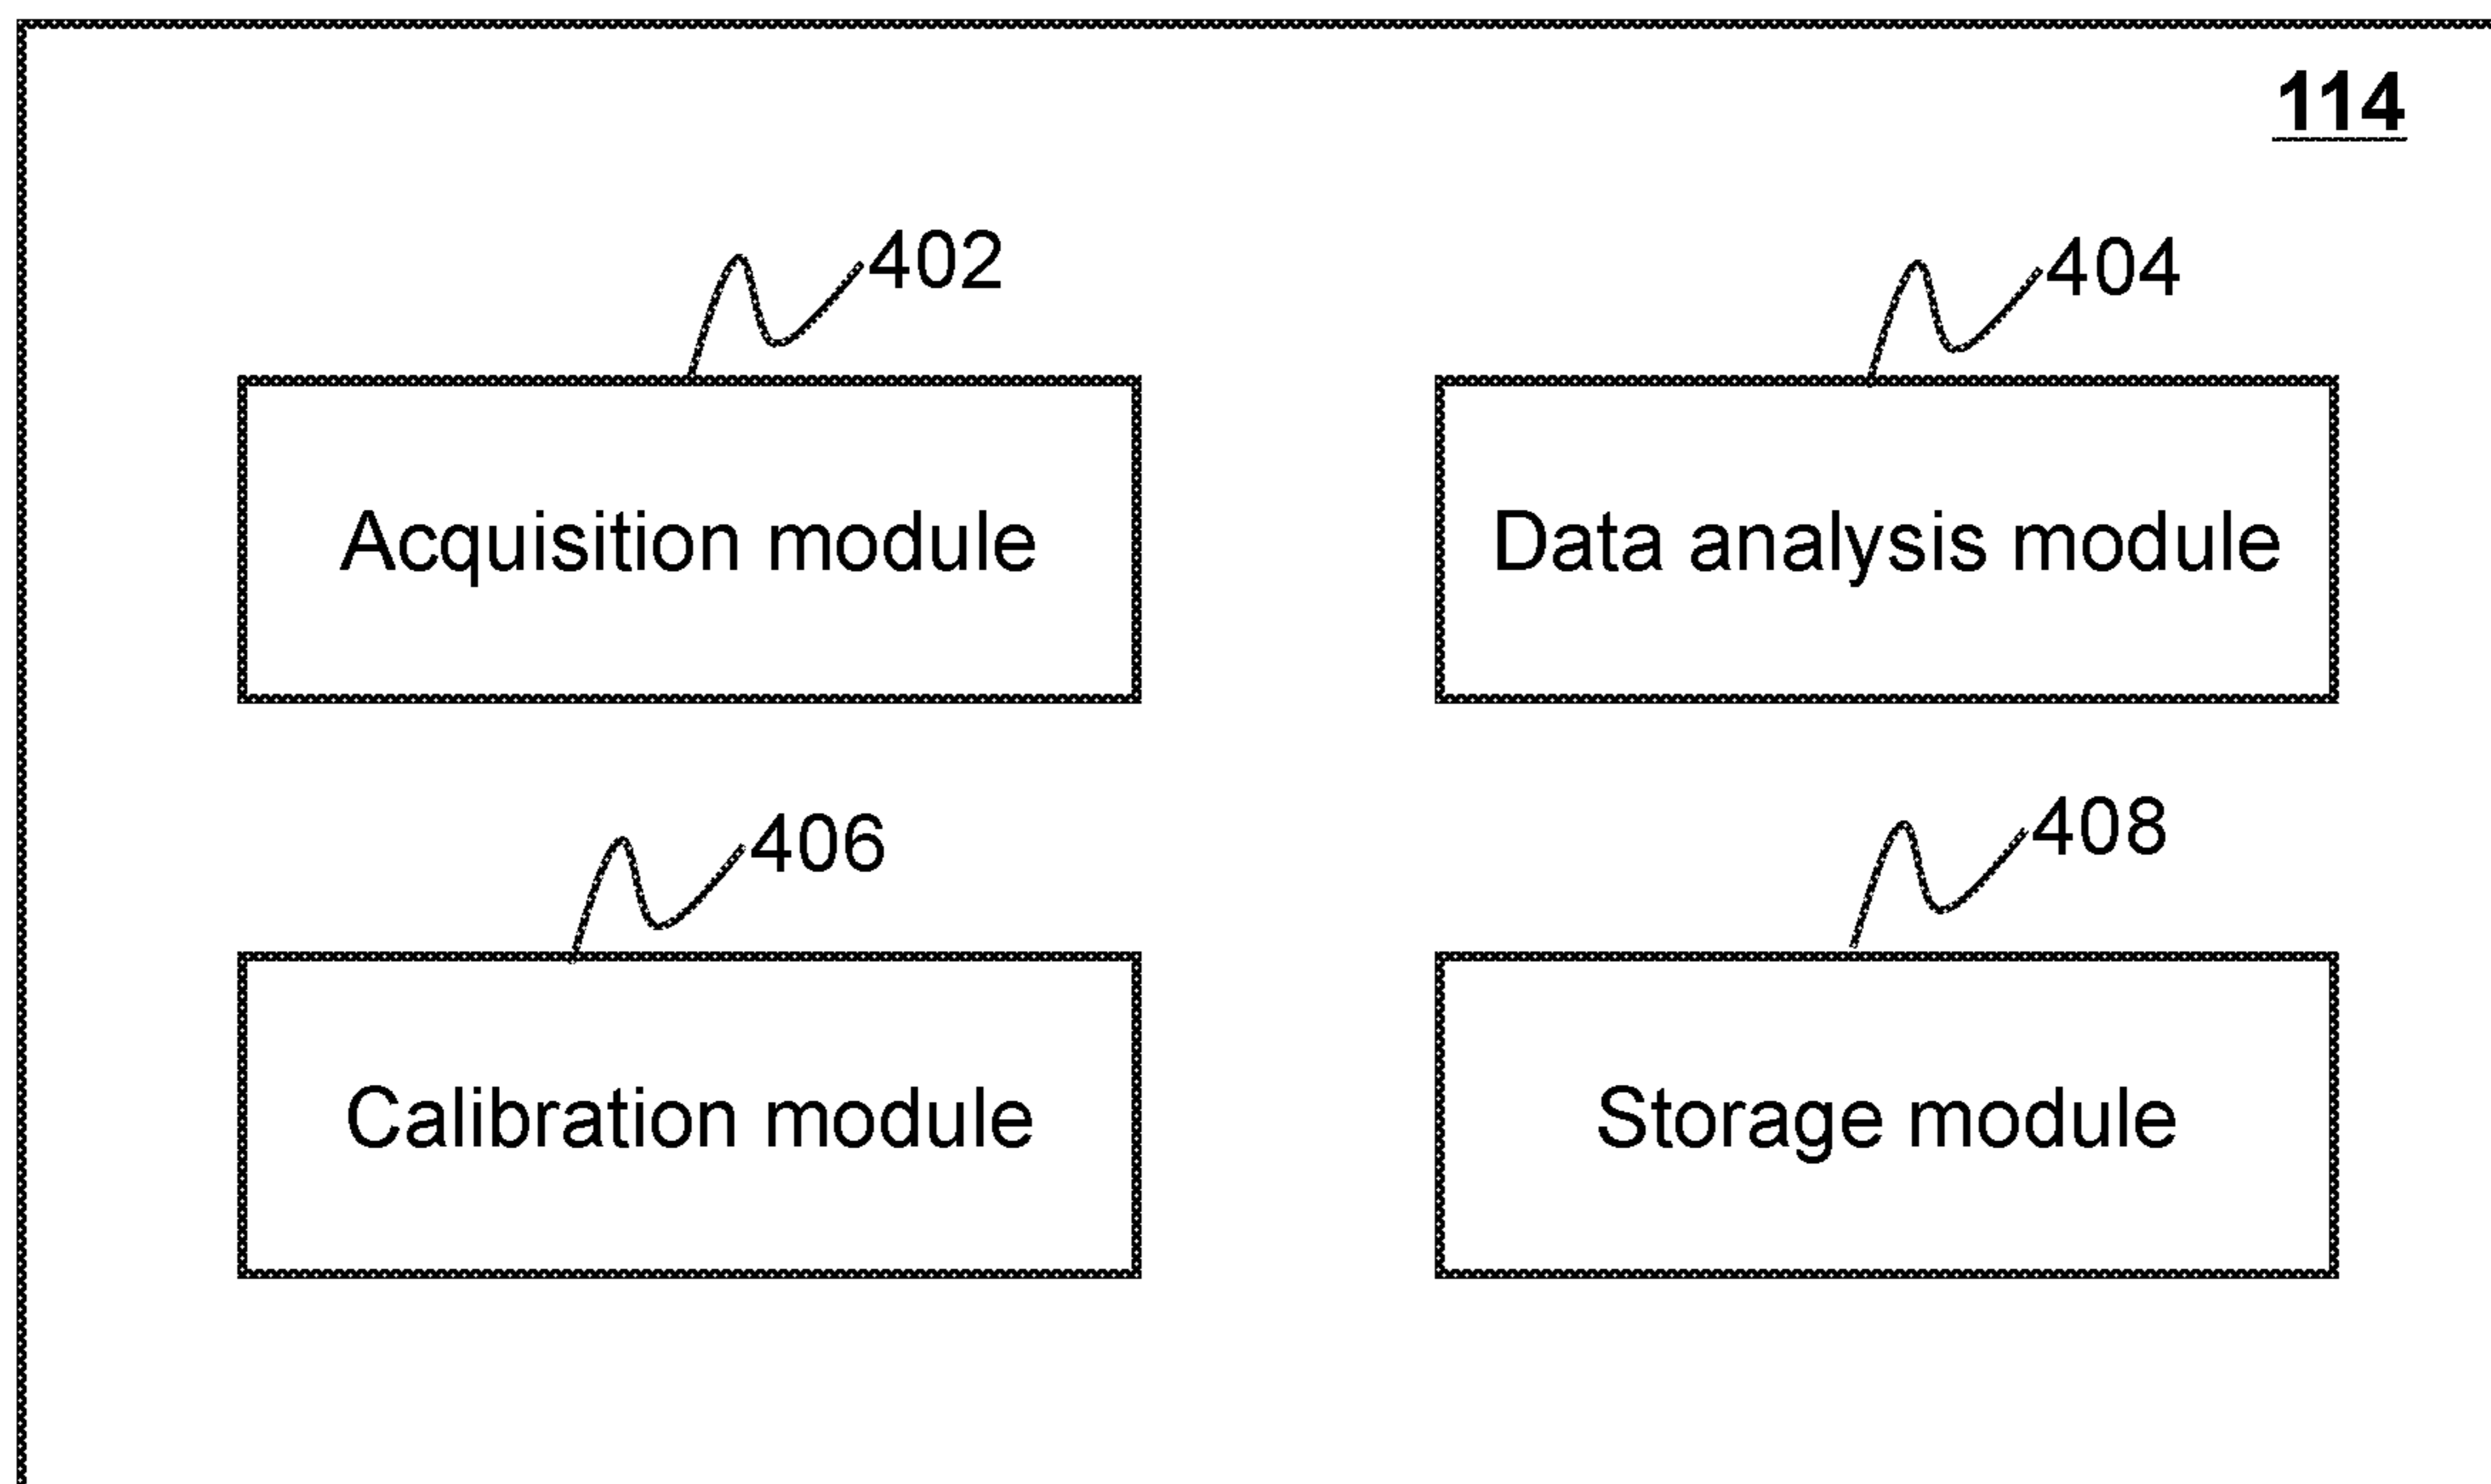 114
402
404
Acquisition module
Data analysis module
406
408
Calibration module
Storage module